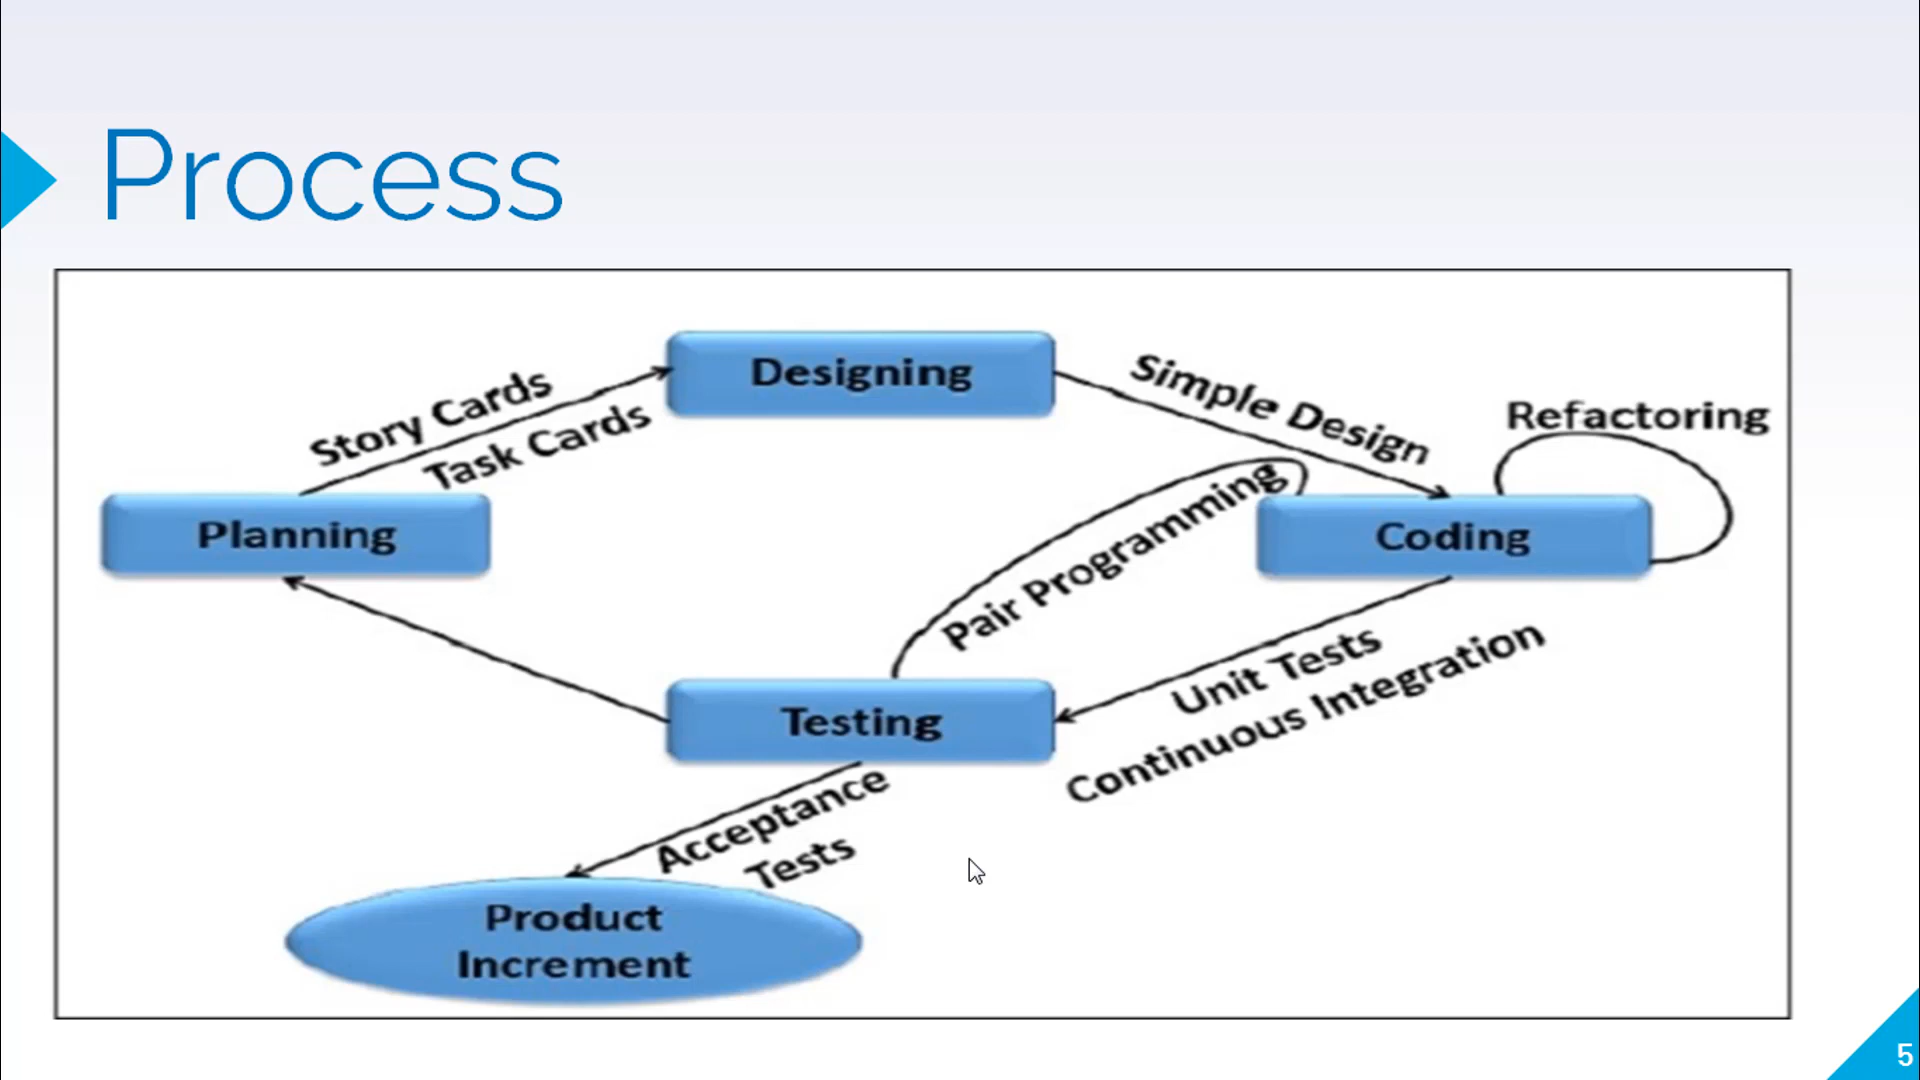 Process
Designing
Story Cards
Task Cards
Simple Design
Refactoring
Planning
Coding
Pair Programming
Unit Tests
Continuous Integration
Testing
Acceptance
Tests
Product
Increment
5